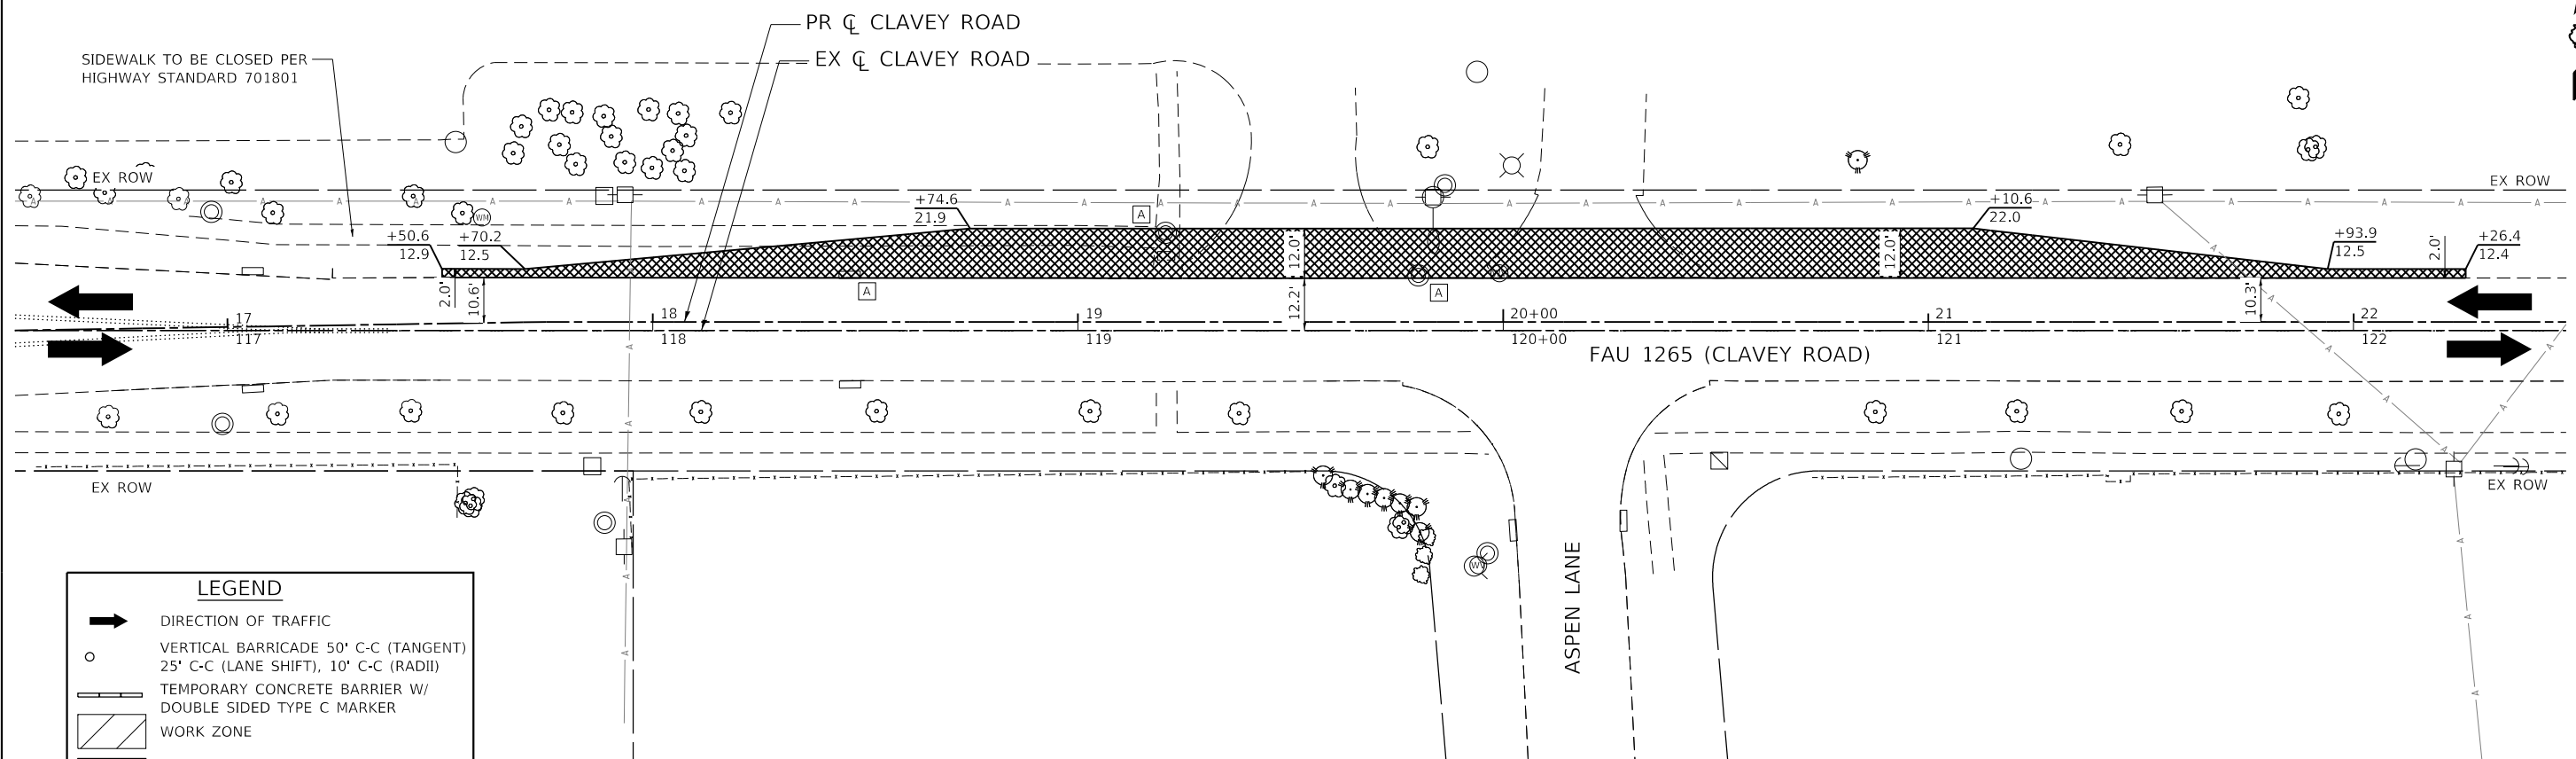 PR ℄ CLAVEY ROAD
EX ℄ CLAVEY ROAD
SIDEWALK TO BE CLOSED PER
HIGHWAY STANDARD 701801
EX ROW
EX ROW
A A A A A A A A A A A A A A A A A A A A A A A A A A A A A A A A
WM
+50.6
12.9
+70.2
12.5
+74.6
21.9
A
+10.6
22.0
+93.9
12.5
+26.4
12.4
2.0'
10.6'
12.0'
12.2'
12.0'
10.3'
2.0'
A
A
17
18
19
20+00
21
22
117
118
119
120+00
121
122
FAU 1265 (CLAVEY ROAD)
EX ROW
EX ROW
WV
ASPEN LANE
LEGEND
DIRECTION OF TRAFFIC
VERTICAL BARRICADE 50' C-C (TANGENT)
25' C-C (LANE SHIFT), 10' C-C (RADII)
TEMPORARY CONCRETE BARRIER W/
DOUBLE SIDED TYPE C MARKER
WORK ZONE